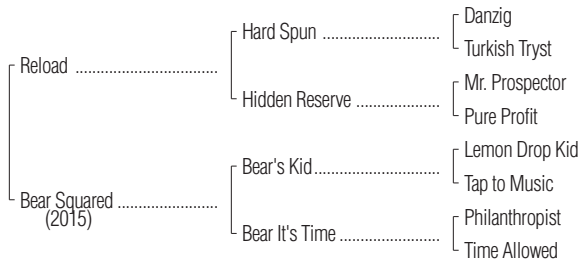 Danzig
Hard Spun ........................
Turkish Tryst
Reload .............................
Mr. Prospector
Hidden Reserve .................
Pure Profit
Lemon Drop Kid
Bear's Kid.........................
Tap to Music
Bear Squared ....................
(2015)
Philanthropist
Bear It's Time ....................
Time Allowed